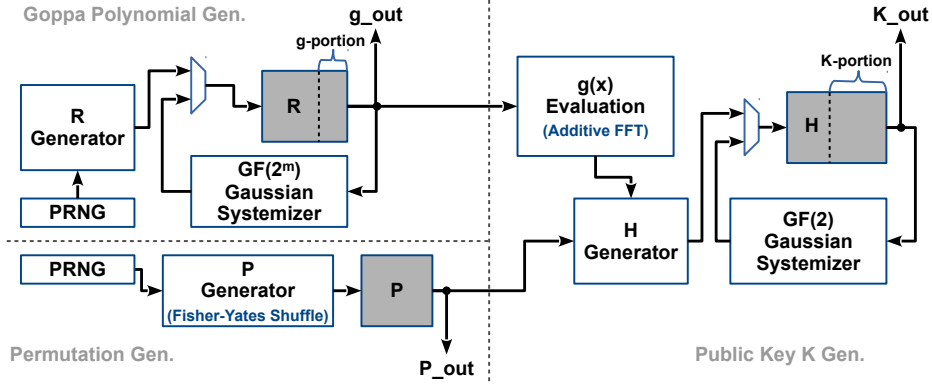 Goppa Polynomial Gen.
g_out
g-portion
R
Generator
PRNG
R
GF(2ᵐ)
Gaussian
Systemizer
PRNG
P
Generator
(Fisher-Yates Shuffle)
P
P_out
Permutation Gen.
K_out
K-portion
g(x)
Evaluation
(Additive FFT)
H
Generator
H
GF(2)
Gaussian
Systemizer
Public Key K Gen.